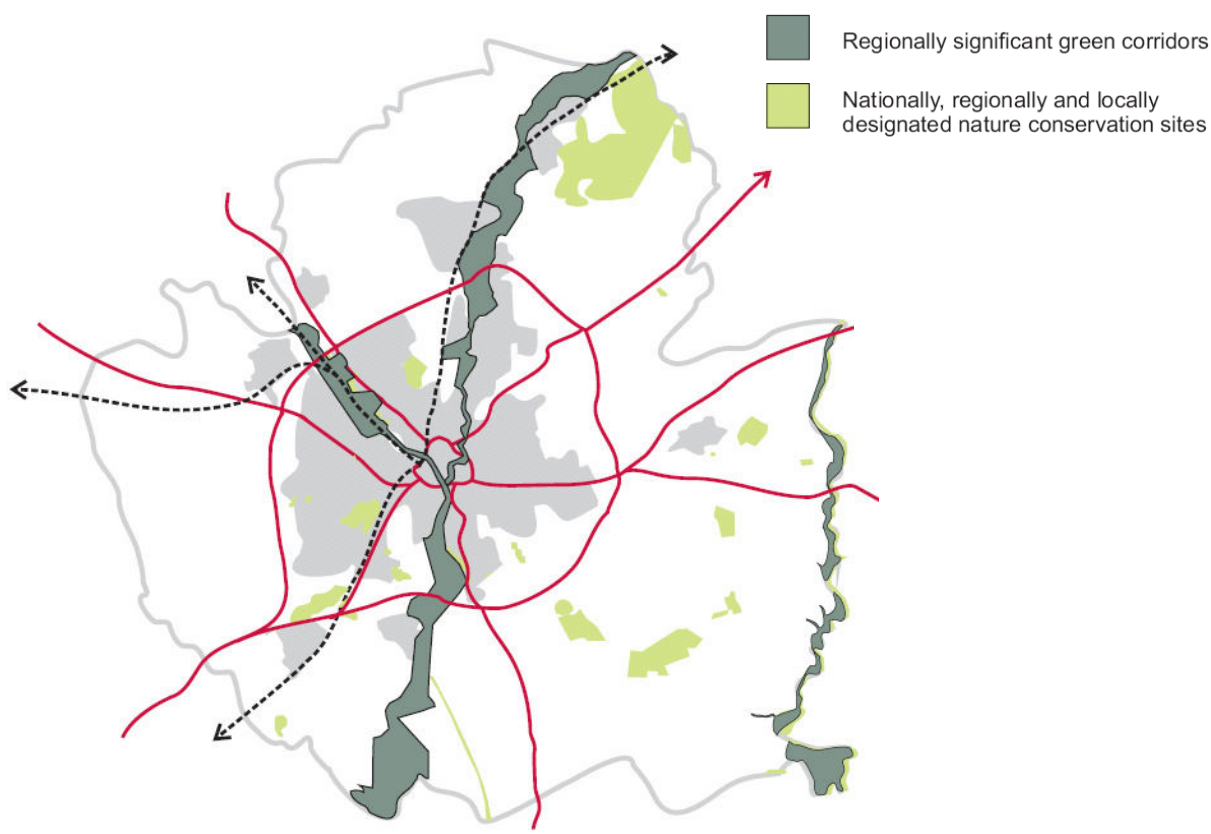 Regionally significant green corridors
Nationally, regionally and locally
designated nature conservation sites